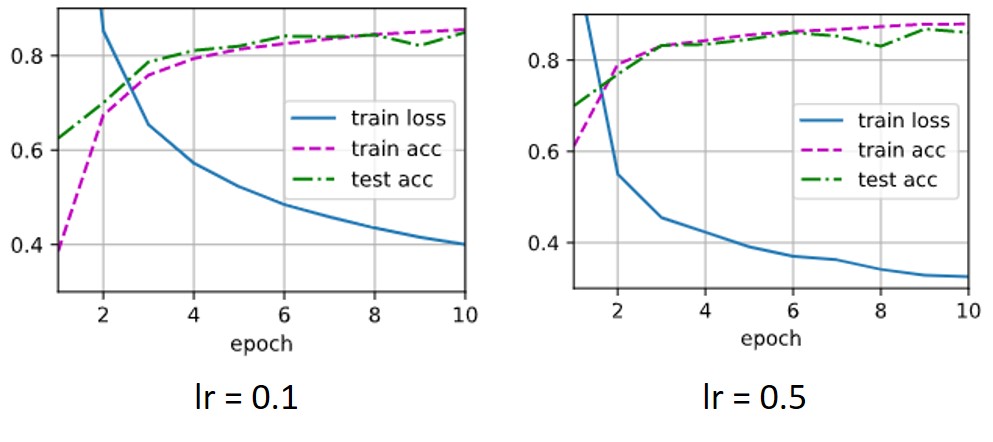 0.8
0.6
0.4
train loss
train acc
test acc
2 4 6 8 10
epoch
lr = 0.1
0.8
0.6
0.4
train loss
train acc
test acc
2 4 6 8 10
epoch
lr = 0.5